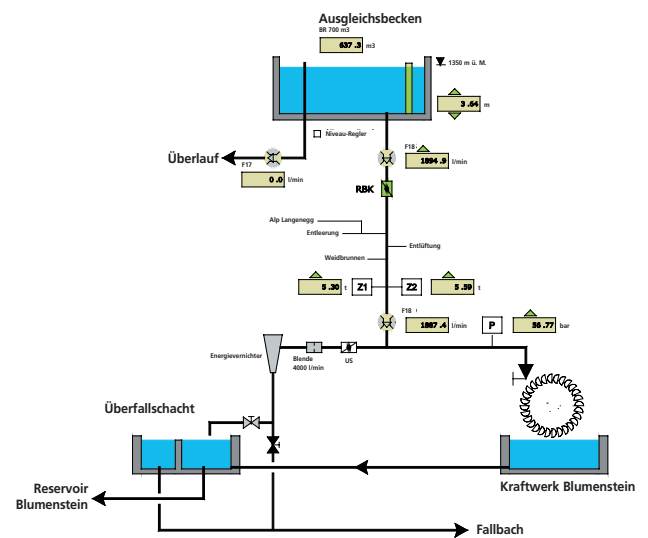 Ausgleichsbecken
BR 700 m3
637.3 m3
1350 m ü. M.
3.64 m
Niveau-Regler
Überlauf
F17
0.0 l/min
F18
1894.9 l/min
RBK
Alp Langenegg
Entleerung
Entlüftung
Weidbrunnen
5.30 t
Z1
Z2
5.59 t
F18
1887.4 l/min
P
56.77 bar
Energievernichter
Blende
4000 l/min
US
Überfallschacht
Kraftwerk Blumenstein
Reservoir
Blumenstein
Fallbach